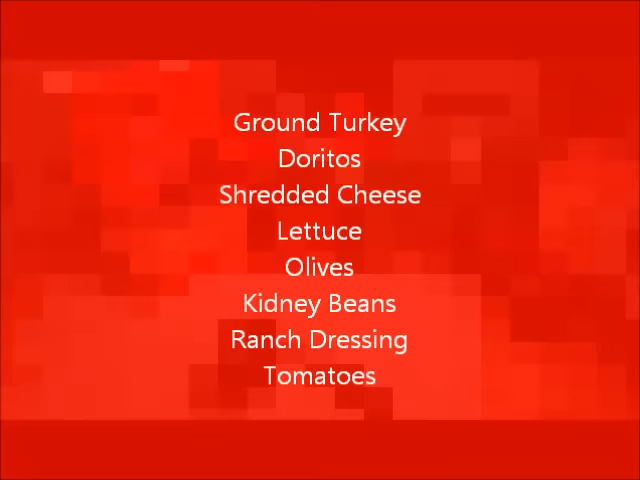 Ground Turkey
Doritos
Shredded Cheese
Lettuce
Olives
Kidney Beans
Ranch Dressing
Tomatoes